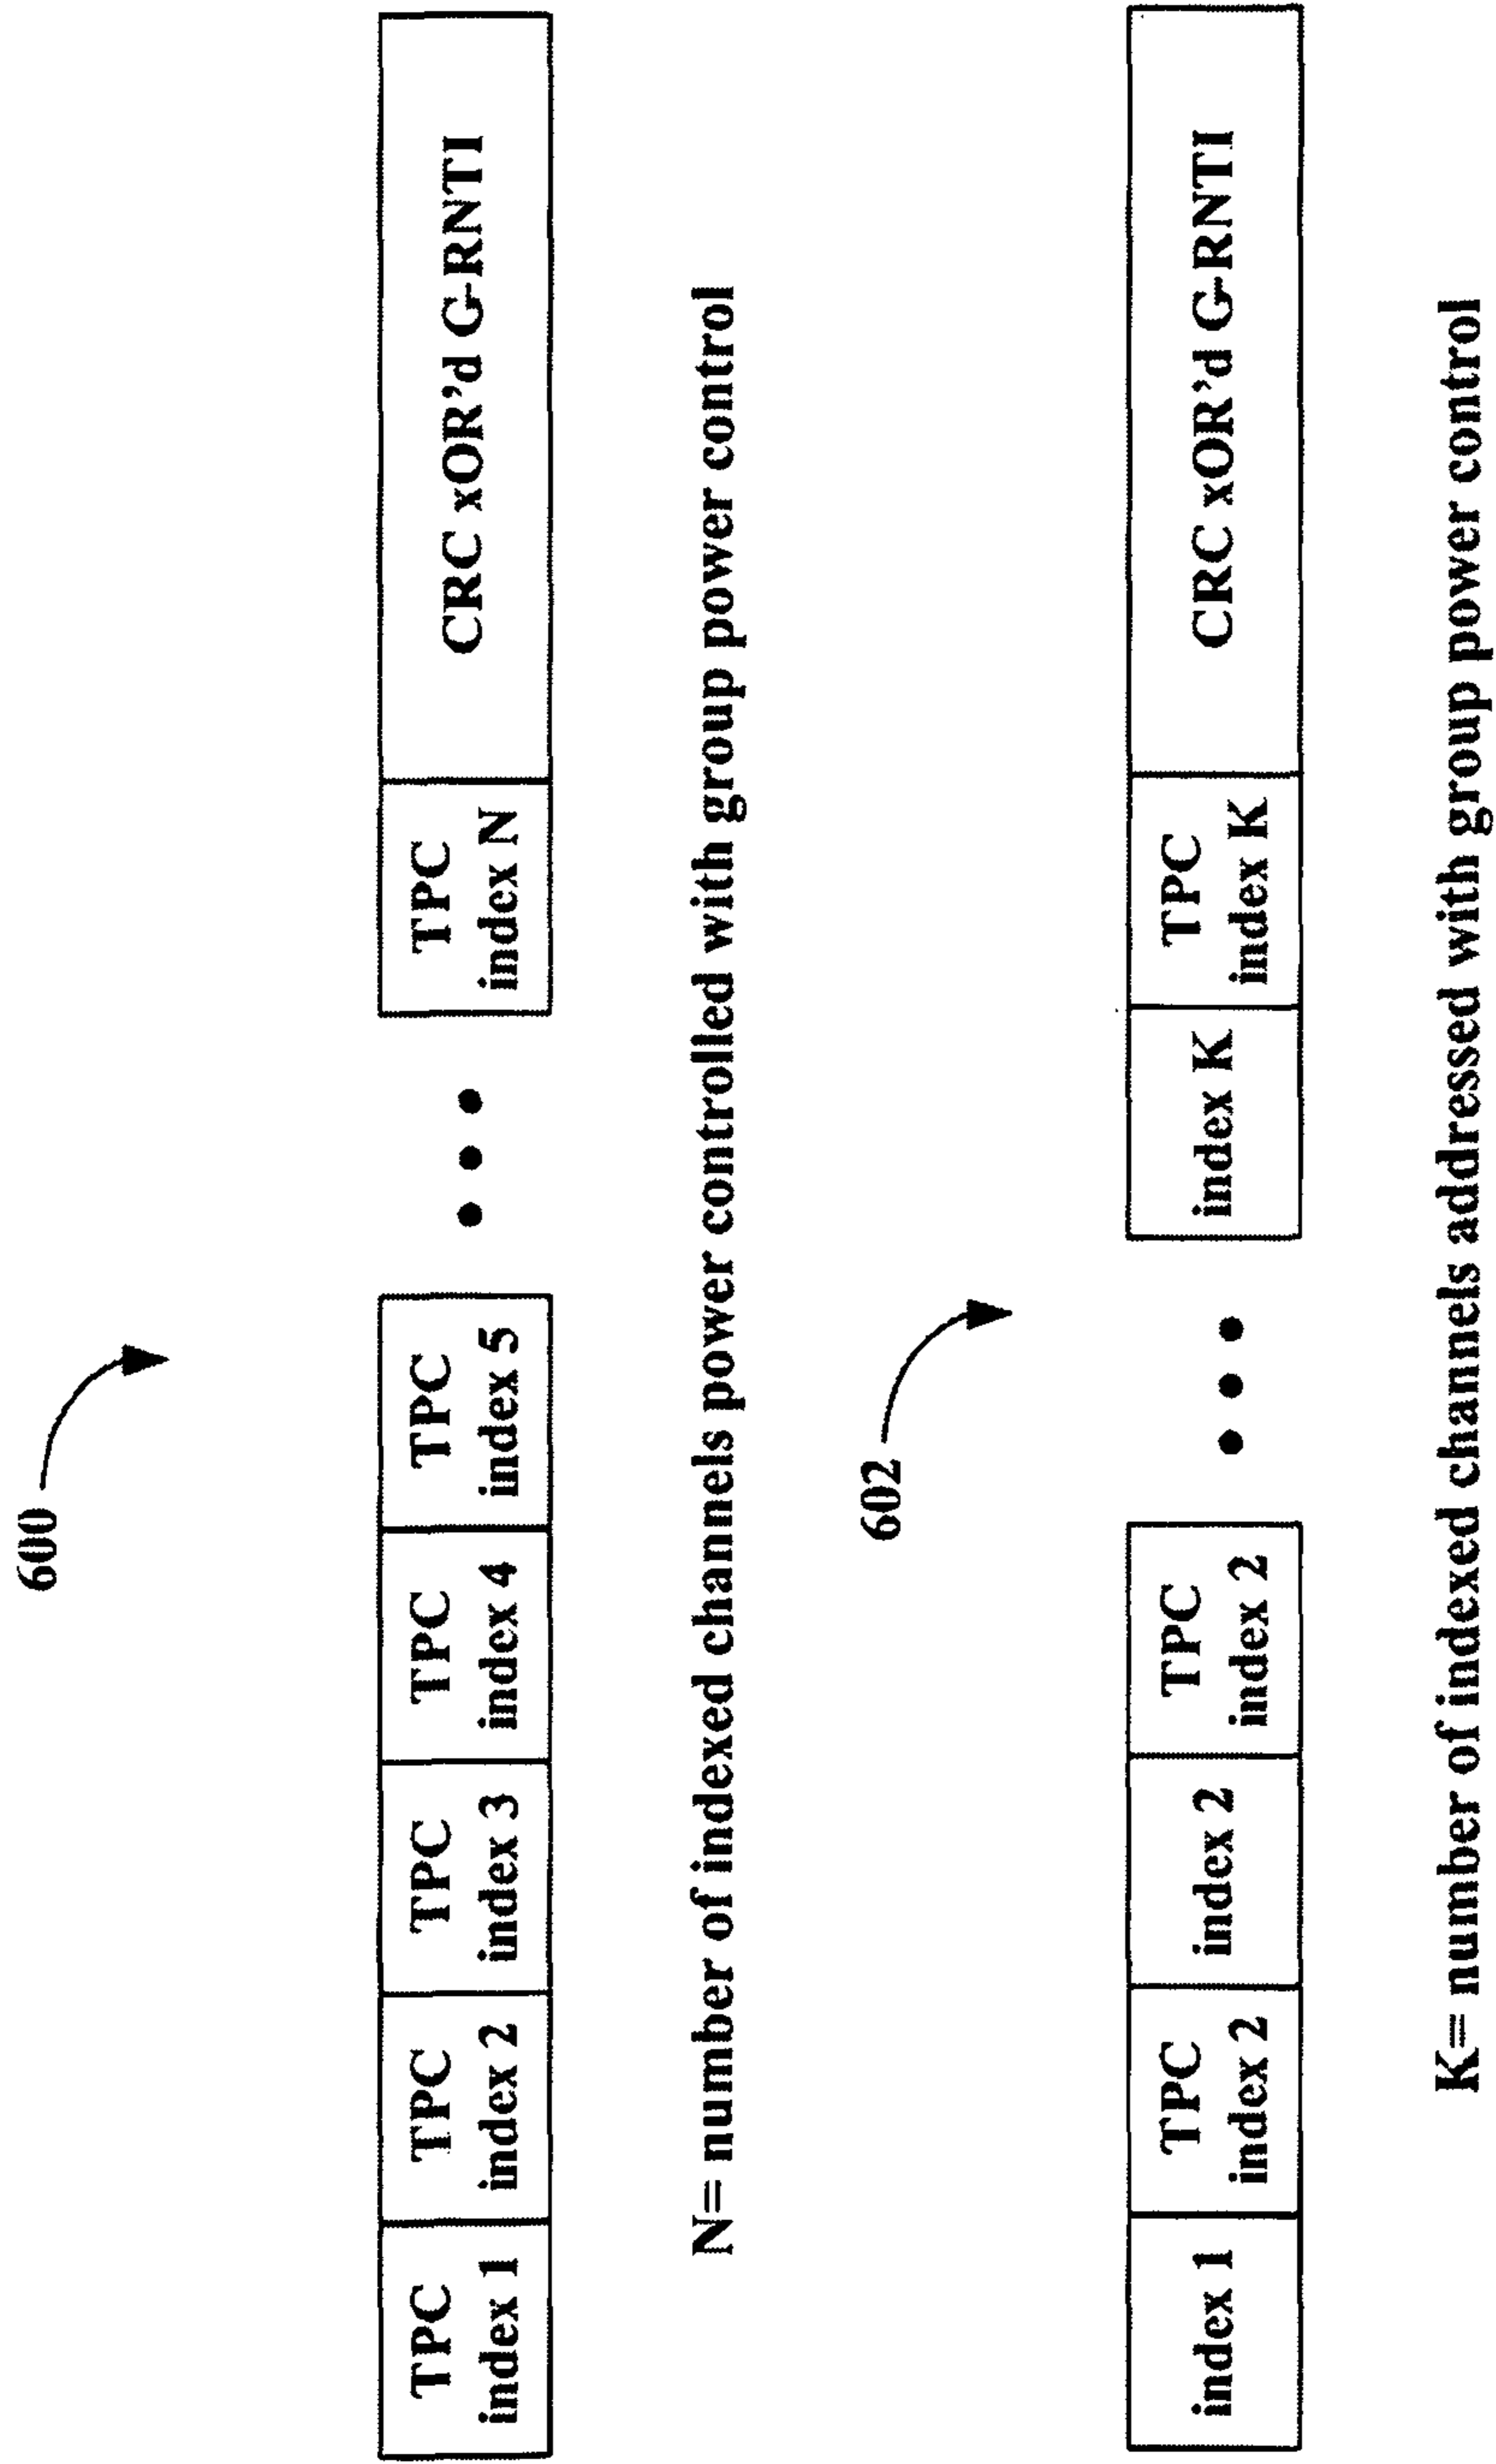 600
TPC
index 1
TPC
index 2
TPC
index 3
TPC
index 4
TPC
index 5
TPC
index N
CRC xOR'd G-RNTI
N= number of indexed channels power controlled with group power control
602
index 1
TPC
index 2
index 2
TPC
index 2
index K
TPC
index K
CRC xOR'd G-RNTI
K= number of indexed channels addressed with group power control